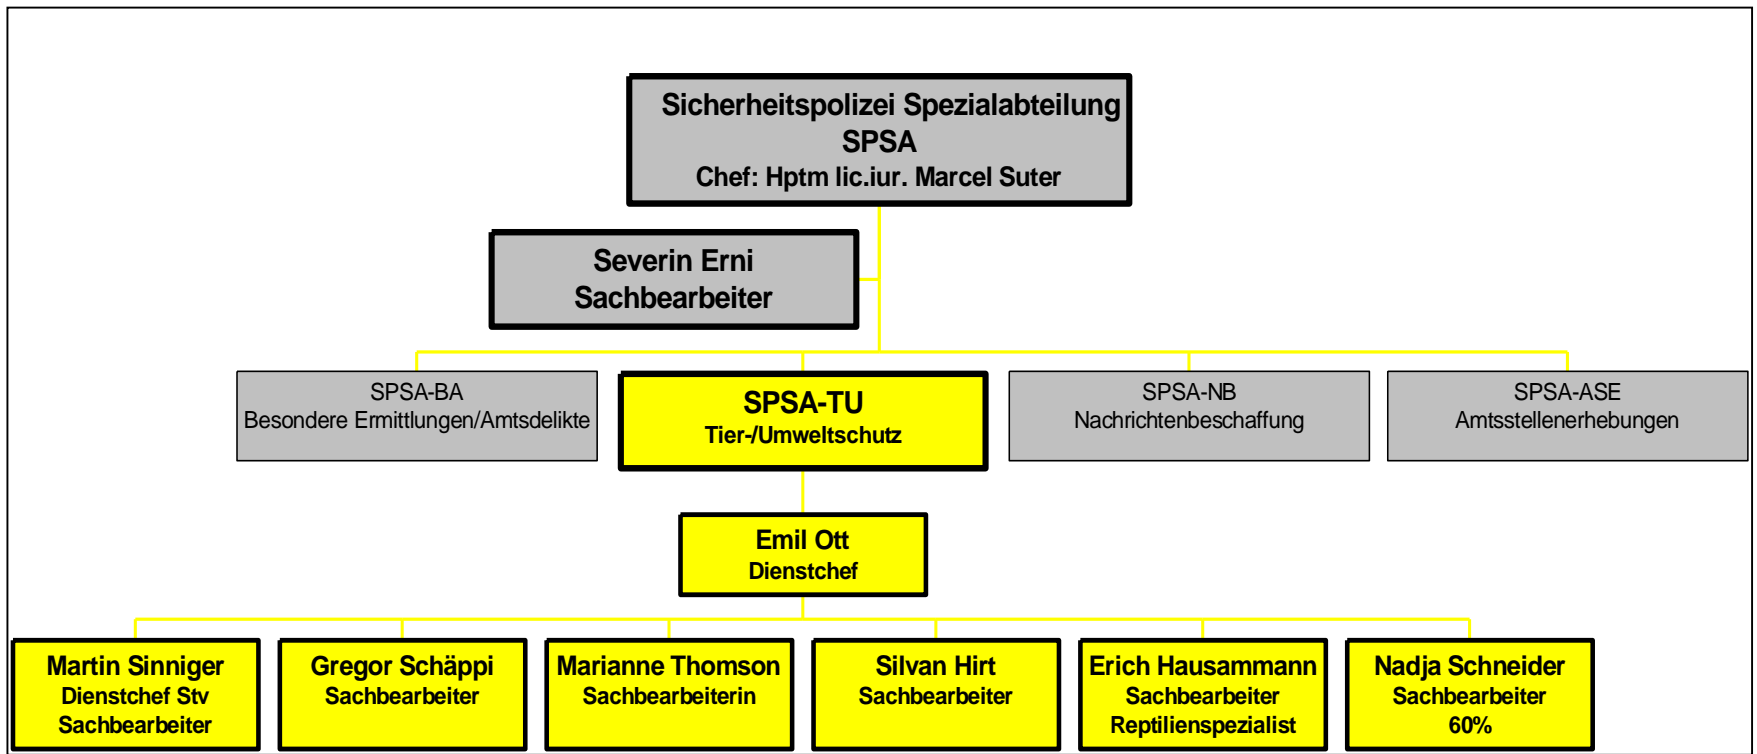 Sicherheitspolizei Spezialabteilung
SPSA
Chef: Hptm lic.iur. Marcel Suter
Severin Erni
Sachbearbeiter
SPSA-BA
Besondere Ermittlungen/Amtsdelikte
SPSA-TU
Tier-/Umweltschutz
SPSA-NB
Nachrichtenbeschaffung
SPSA-ASE
Amtsstellenerhebungen
Emil Ott
Dienstchef
Martin Sinniger
Dienstchef Stv
Sachbearbeiter
Gregor Schäppi
Sachbearbeiter
Marianne Thomson
Sachbearbeiterin
Silvan Hirt
Sachbearbeiter
Erich Hausammann
Sachbearbeiter
Reptilienspezialist
Nadja Schneider
Sachbearbeiter
60%